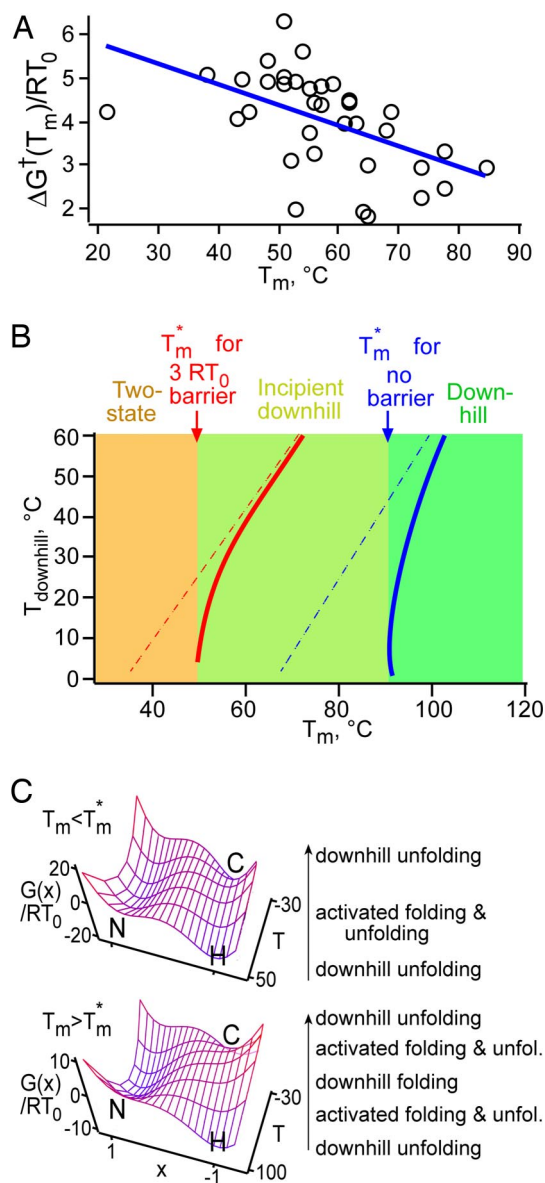 A
ΔG†(Tm)/RT0
6
5
4
3
2
20 30 40 50 60 70 80 90
Tm, °C
B
Tm* for
3 RT0
barrier
Tm* for
no
barrier
Two-
state
Incipient
downhill
Down-
hill
Tdownhill, °C
60
50
40
30
20
10
0
40 60 80 100 120
Tm, °C
C
Tm<Tm*
G(x)
/RT0
20
0
-20
N
C
H
-30
T
50
downhill unfolding
activated folding &
unfolding
downhill unfolding
Tm>Tm*
G(x)
/RT0
10
0
-10
N
C
H
-30
T
100
1
x
-1
downhill unfolding
activated folding & unfol.
downhill folding
activated folding & unfol.
downhill unfolding